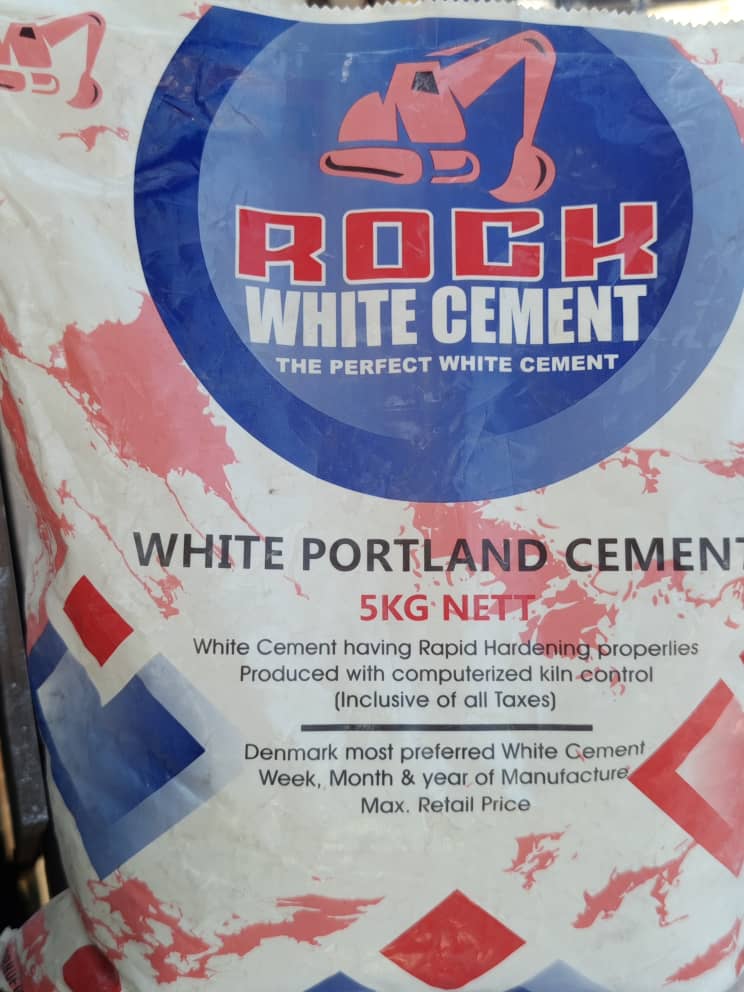 ROCK
WHITE CEMENT
THE PERFECT WHITE CEMENT
WHITE PORTLAND CEMENT
5KG NETT
White Cement having Rapid Hardening properlies
Produced with computerized kiln control
(Inclusive of all Taxes)
Denmark most preferred White Cement
Week, Month & year of Manufacture
Max. Retail Price